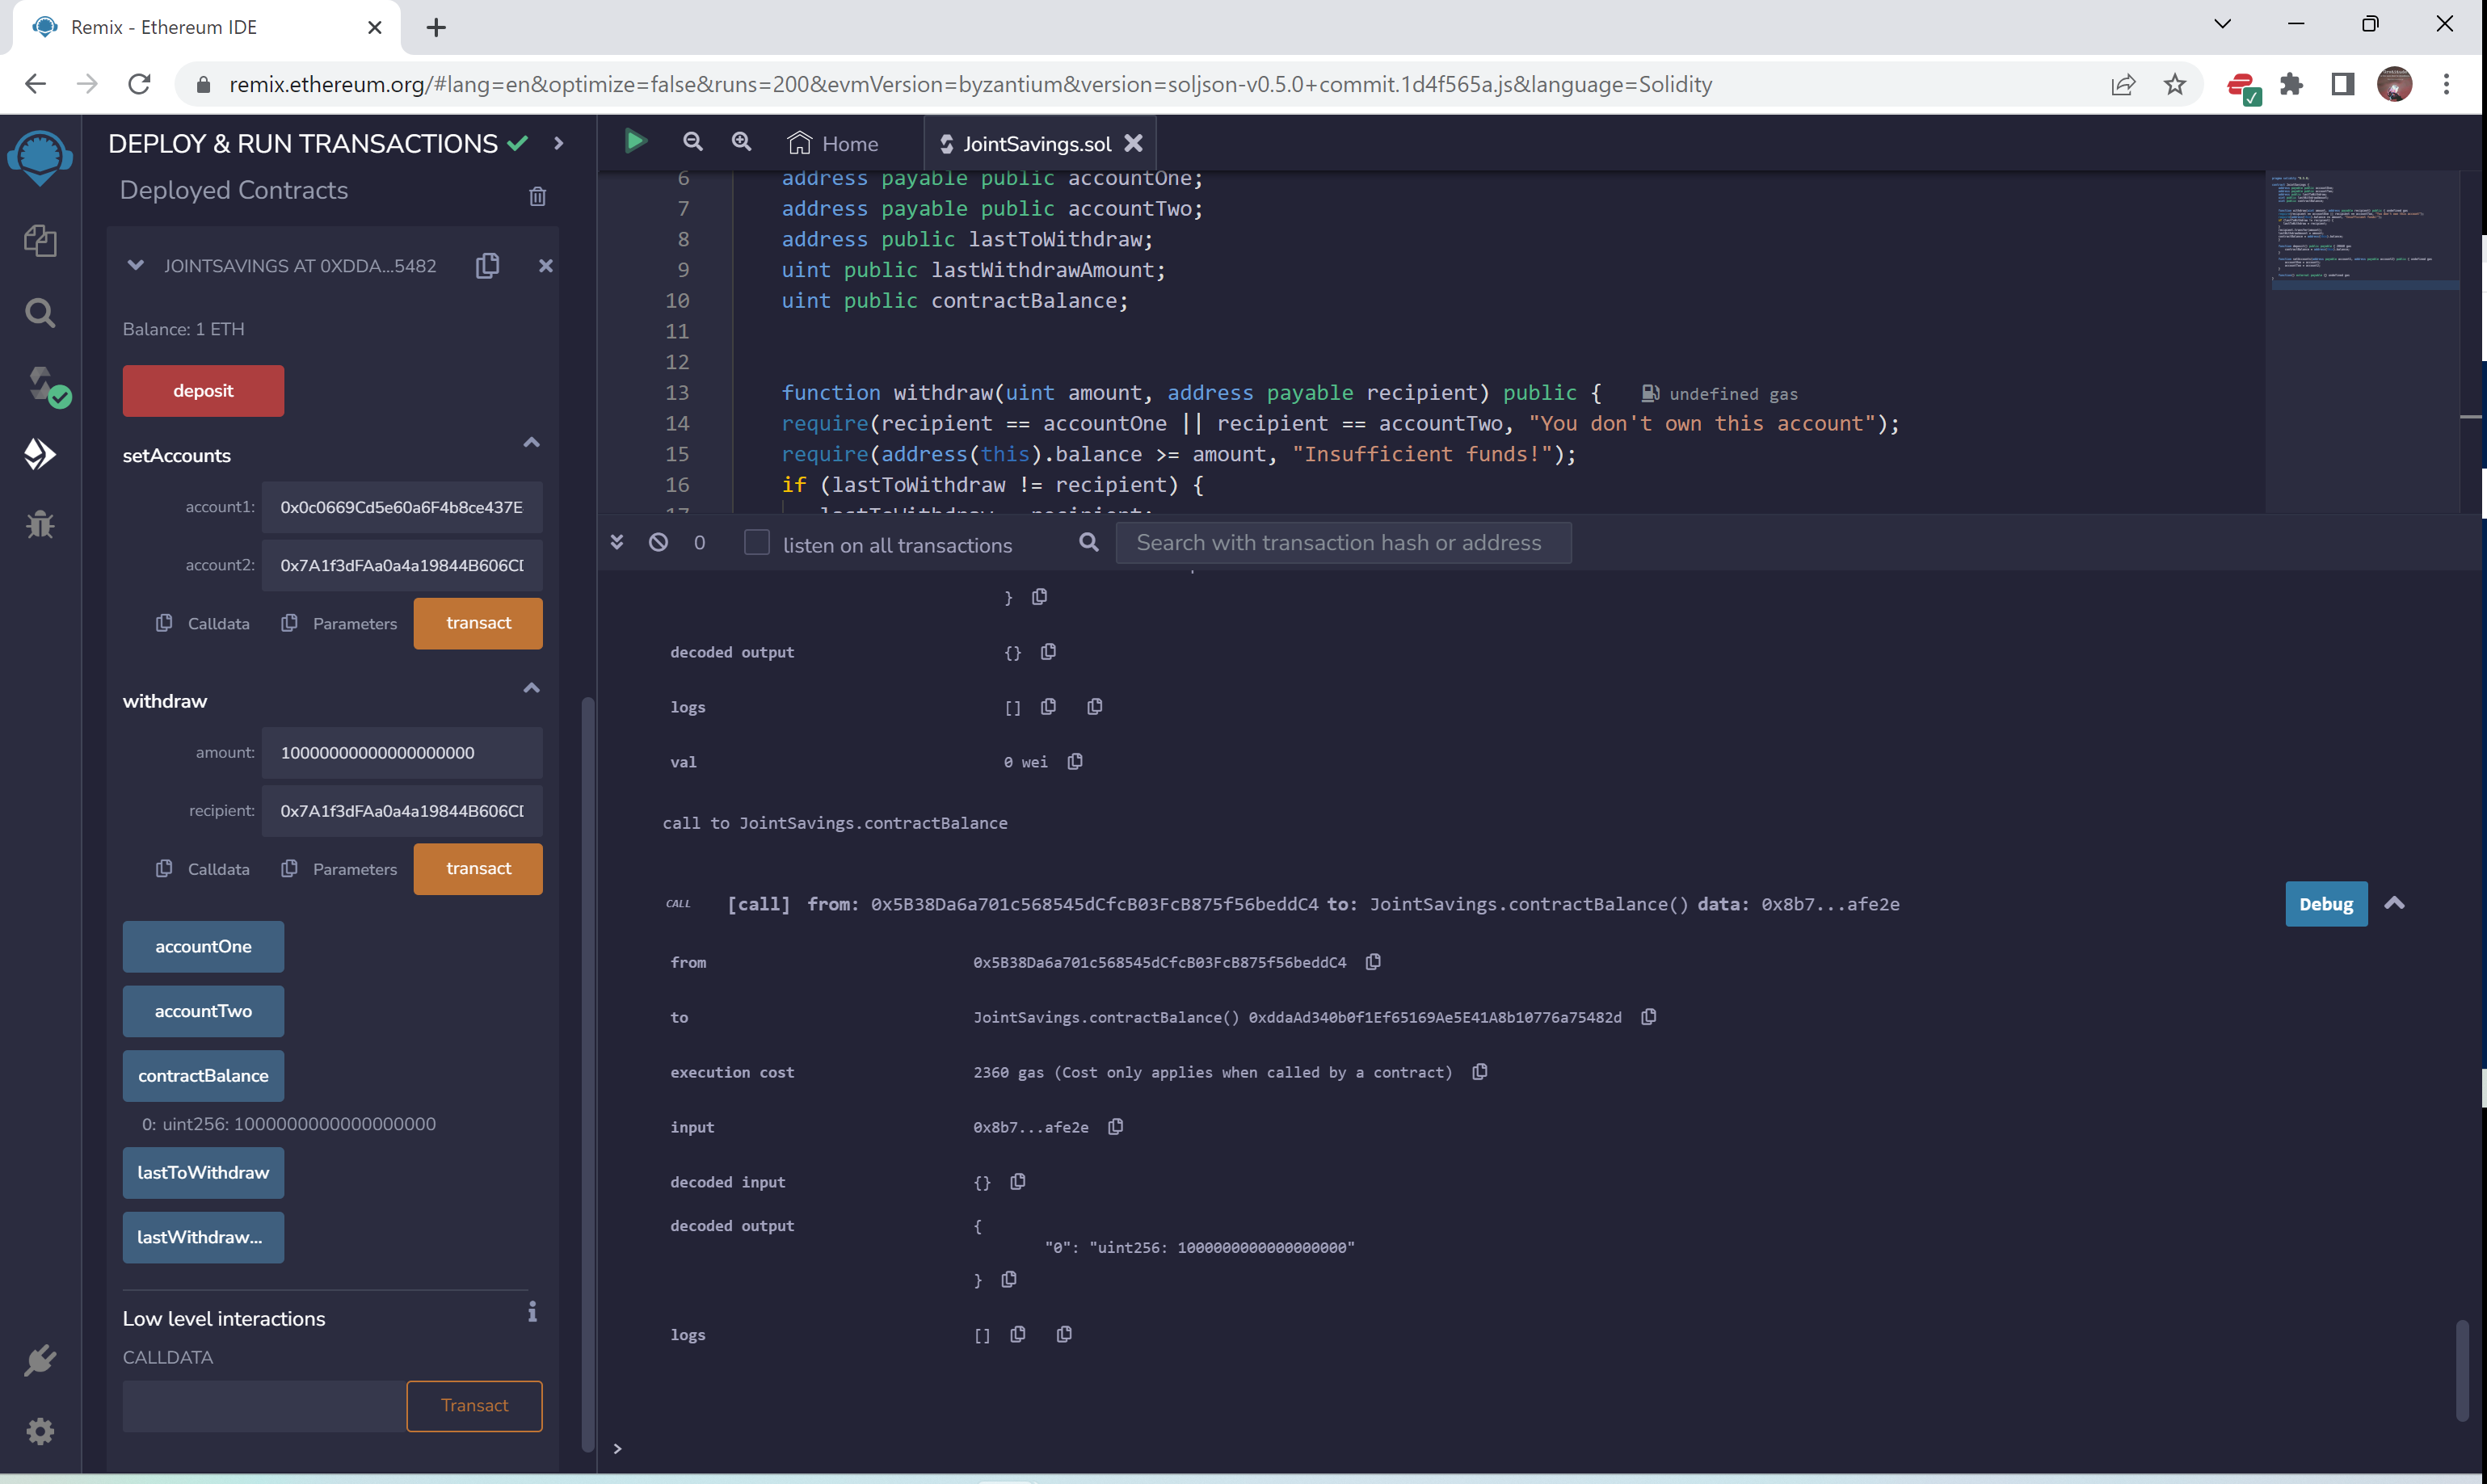 Remix - Ethereum IDE
remix.ethereum.org/#lang=en&optimize=false&runs=200&evmVersion=byzantium&version=soljson-v0.5.0+commit.1d4f565a.js&language=Solidity
DEPLOY & RUN TRANSACTIONS
Deployed Contracts
JOINTSAVINGS AT 0XDDA...5482
Balance: 1 ETH
deposit
setAccounts
account1: 0x0c0669Cd5e60a6F4b8ce437E
account2: 0x7A1f3dFAa0a4a19844B606CD
Calldata Parameters transact
withdraw
amount: 10000000000000000000
recipient: 0x7A1f3dFAa0a4a19844B606CD
Calldata Parameters transact
accountOne
accountTwo
contractBalance
0: uint256: 1000000000000000000
lastToWithdraw
lastWithdraw...
Low level interactions
CALLDATA
Transact
Home
JointSavings.sol
6 address payable public accountOne;
7 address payable public accountTwo;
8 address public lastToWithdraw;
9 uint public lastWithdrawAmount;
10 uint public contractBalance;
11
12
13 function withdraw(uint amount, address payable recipient) public { undefined gas
14 require(recipient == accountOne || recipient == accountTwo, "You don't own this account");
15 require(address(this).balance >= amount, "Insufficient funds!");
16 if (lastToWithdraw != recipient) {
17 lastToWithdraw = recipient;
0 listen on all transactions Search with transaction hash or address
}
decoded output {}
logs []
val 0 wei
call to JointSavings.contractBalance
CALL [call] from: 0x5B38Da6a701c568545dCfcB03FcB875f56beddC4 to: JointSavings.contractBalance() data: 0x8b7...afe2e
Debug
from 0x5B38Da6a701c568545dCfcB03FcB875f56beddC4
to JointSavings.contractBalance() 0xddaAd340b0f1Ef65169Ae5E41A8b10776a75482d
execution cost 2360 gas (Cost only applies when called by a contract)
input 0x8b7...afe2e
decoded input {}
decoded output {
"0": "uint256: 1000000000000000000"
}
logs []
>